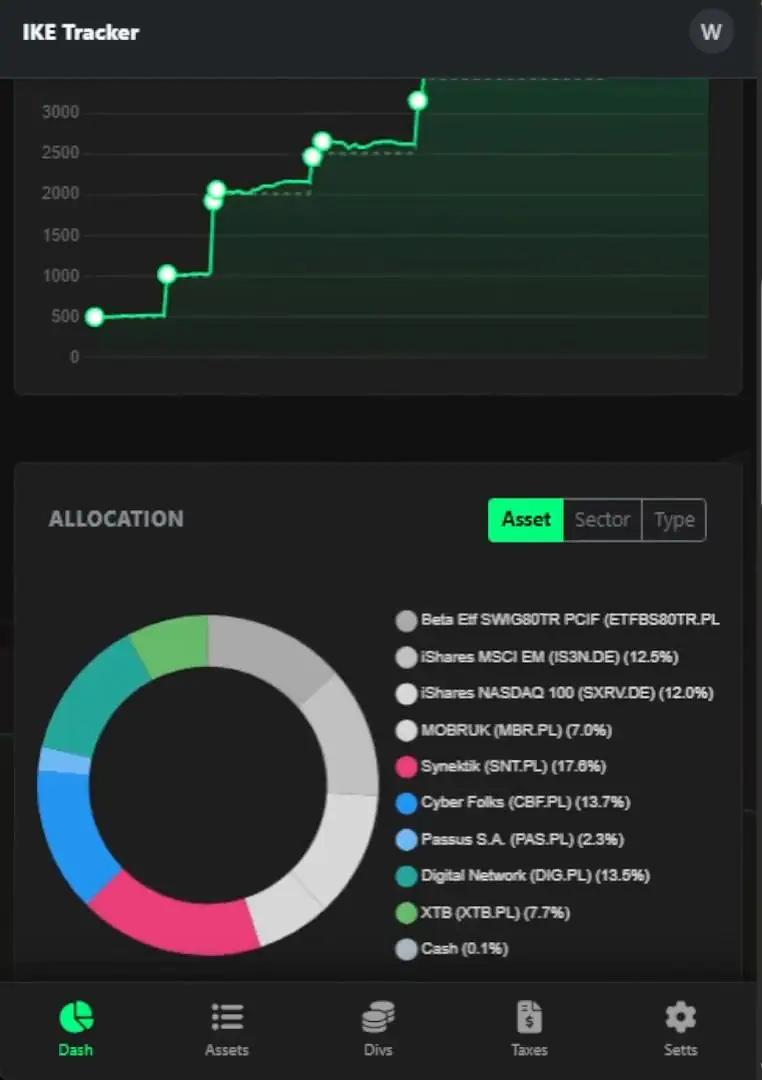 IKE Tracker
W
3000
2500
2000
1500
1000
500
0
ALLOCATION
Asset Sector Type
Beta Etf SWIG80TR PCIF (ETFBS80TR.PL
iShares MSCI EM (IS3N.DE) (12.5%)
iShares NASDAQ 100 (SXRV.DE) (12.0%)
MOBRUK (MBR.PL) (7.0%)
Synektik (SNT.PL) (17.6%)
Cyber Folks (CBF.PL) (13.7%)
Passus S.A. (PAS.PL) (2.3%)
Digital Network (DIG.PL) (13.5%)
XTB (XTB.PL) (7.7%)
Cash (0.1%)
Dash Assets Divs Taxes Setts